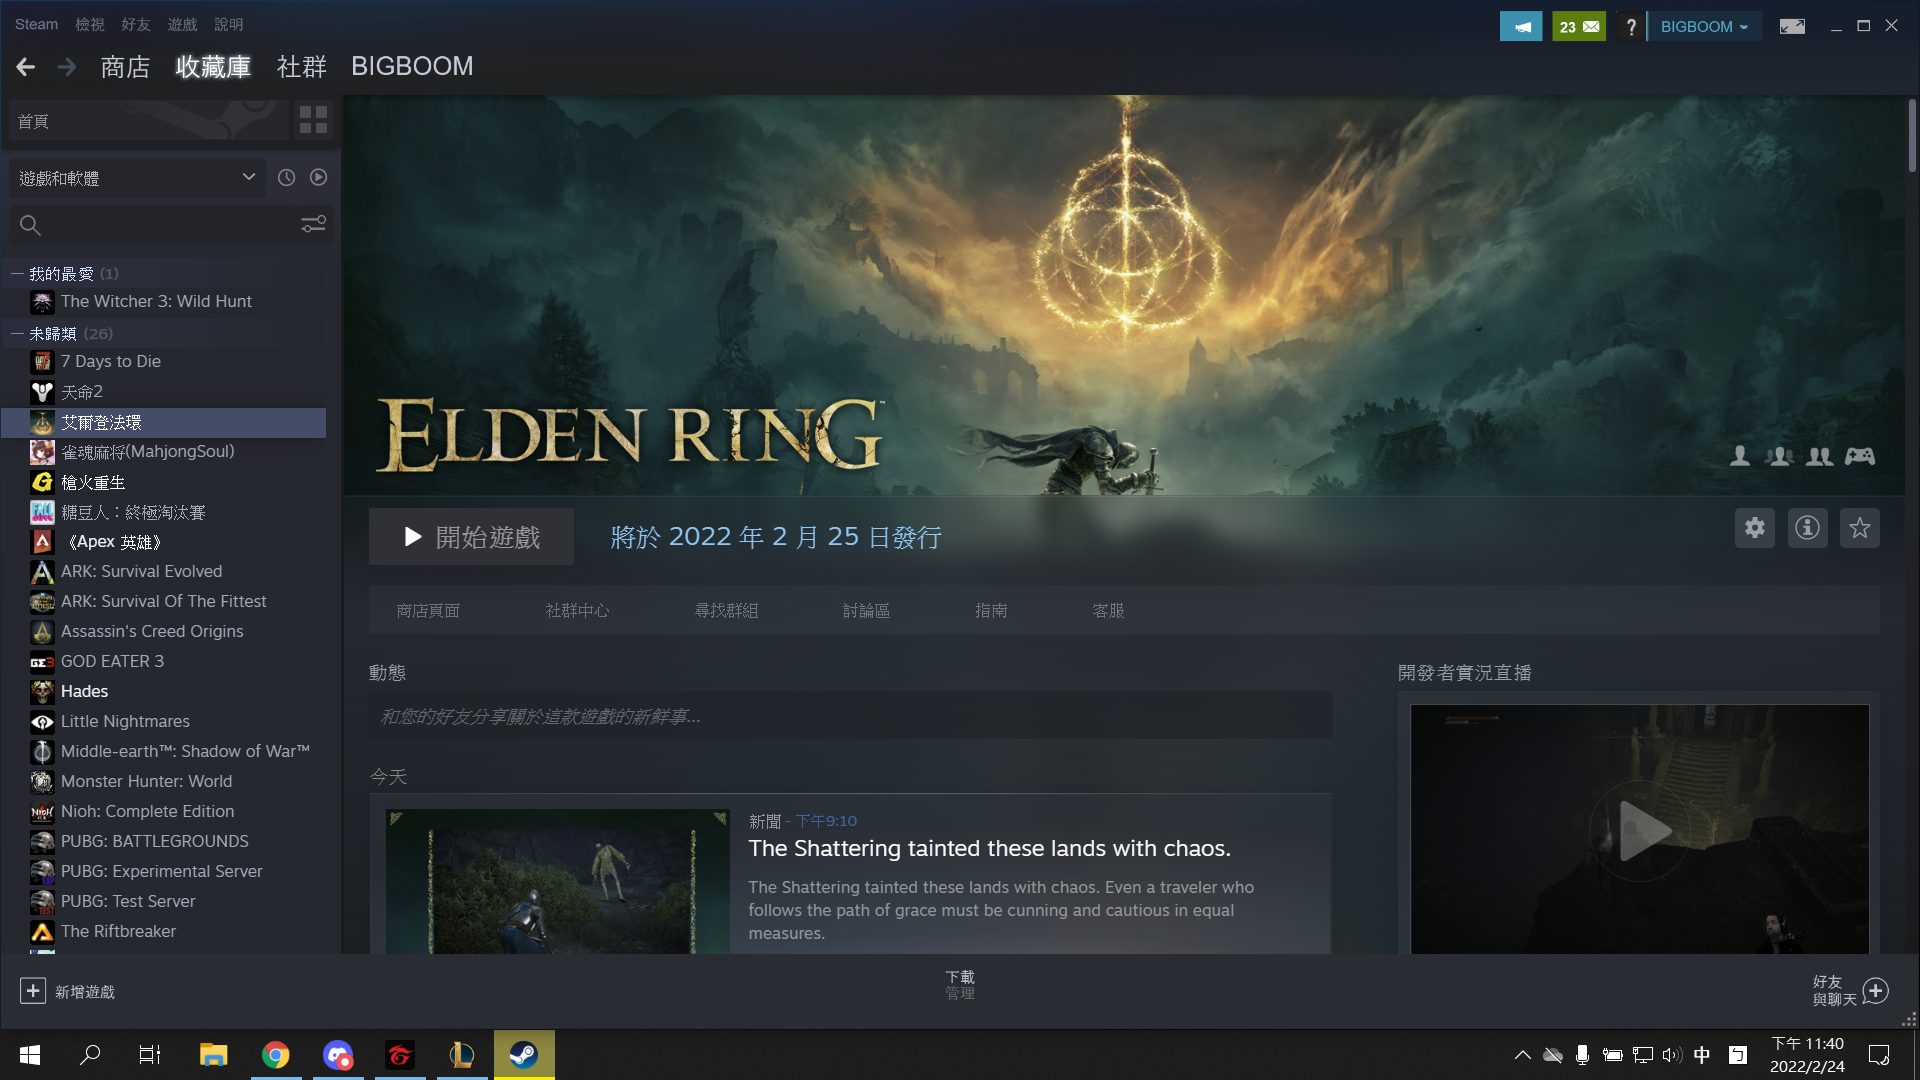 Steam 檢視 好友 遊戲 說明
23 ? BIGBOOM
商店 收藏庫 社群 BIGBOOM
首頁
遊戲和軟體
我的最愛 (1)
The Witcher 3: Wild Hunt
未歸類 (26)
7 Days to Die
天命2
艾爾登法環
雀魂麻将(MahjongSoul)
槍火重生
糖豆人：終極淘汰賽
《Apex 英雄》
ARK: Survival Evolved
ARK: Survival Of The Fittest
Assassin's Creed Origins
GOD EATER 3
Hades
Little Nightmares
Middle-earth™: Shadow of War™
Monster Hunter: World
Nioh: Complete Edition
PUBG: BATTLEGROUNDS
PUBG: Experimental Server
PUBG: Test Server
The Riftbreaker
新增遊戲
ELDEN RING™
開始遊戲 將於 2022 年 2 月 25 日發行
商店頁面 社群中心 尋找群組 討論區 指南 客服
動態
和您的好友分享關於這款遊戲的新鮮事...
今天
新聞 - 下午9:10
The Shattering tainted these lands with chaos.
The Shattering tainted these lands with chaos. Even a traveler who
follows the path of grace must be cunning and cautious in equal
measures.
開發者實況直播
下載
管理
好友
與聊天
中 ㄅ
下午 11:40
2022/2/24